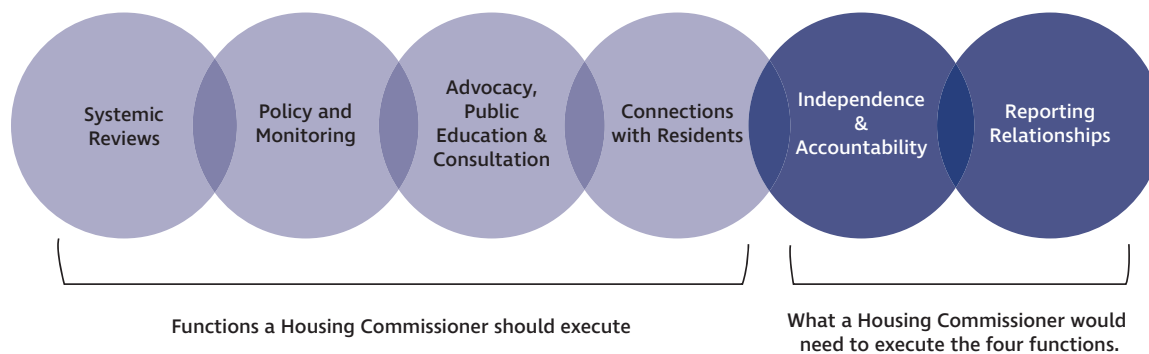 Systemic
Reviews
Policy and
Monitoring
Advocacy,
Public
Education &
Consultation
Connections
with Residents
Independence
&
Accountability
Reporting
Relationships
Functions a Housing Commissioner should execute
What a Housing Commissioner would
need to execute the four functions.